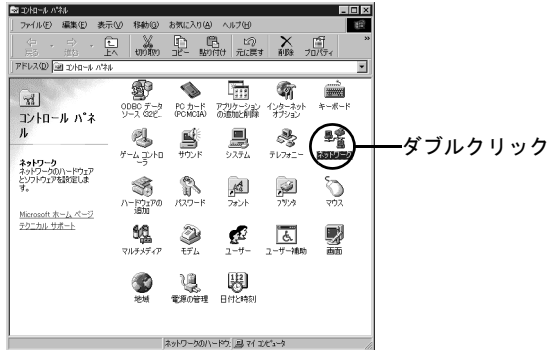 コントロール パネル
ファイル(F) 編集(E) 表示(V) 移動(G) お気に入り(A) ヘルプ(H)
戻る 進む 上へ 切り取り コピー 貼り付け 元に戻す 削除 プロパティ »
アドレス(D) コントロール パネル
コントロール パネル
ネットワーク
ネットワークのハードウェアとソフトウェアを設定します。
Microsoft ホーム ページ
テクニカル サポート
ODBC データ ソース (32ビ...
PC カード (PCMCIA)
アプリケーションの追加と削除
インターネット オプション
キーボード
ゲーム コントローラ
サウンド
システム
テレフォニー
ネットワーク
ダブルクリック
ハードウェアの追加
パスワード
フォント
プリンタ
マウス
マルチメディア
モデム
ユーザー
ユーザー補助
画面
地域
電源の管理
日付と時刻
ネットワークのハードウ
マイ コンピュータ